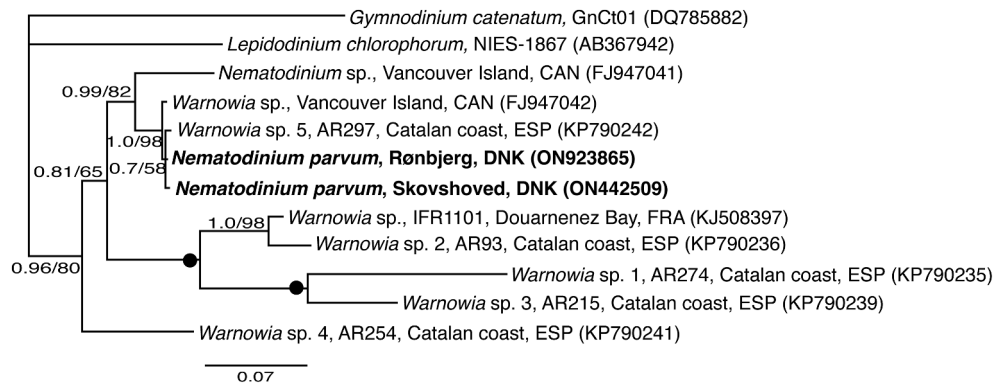 Gymnodinium catenatum, GnCt01 (DQ785882)
Lepidodinium chlorophorum, NIES-1867 (AB367942)
Nematodinium sp., Vancouver Island, CAN (FJ947041)
0.99/82
Warnowia sp., Vancouver Island, CAN (FJ947042)
Warnowia sp. 5, AR297, Catalan coast, ESP (KP790242)
1.0/98
Nematodinium parvum, Rønbjerg, DNK (ON923865)
0.81/65
0.7/58
Nematodinium parvum, Skovshoved, DNK (ON442509)
Warnowia sp., IFR1101, Douarnenez Bay, FRA (KJ508397)
1.0/98
Warnowia sp. 2, AR93, Catalan coast, ESP (KP790236)
0.96/80
Warnowia sp. 1, AR274, Catalan coast, ESP (KP790235)
Warnowia sp. 3, AR215, Catalan coast, ESP (KP790239)
Warnowia sp. 4, AR254, Catalan coast, ESP (KP790241)
0.07